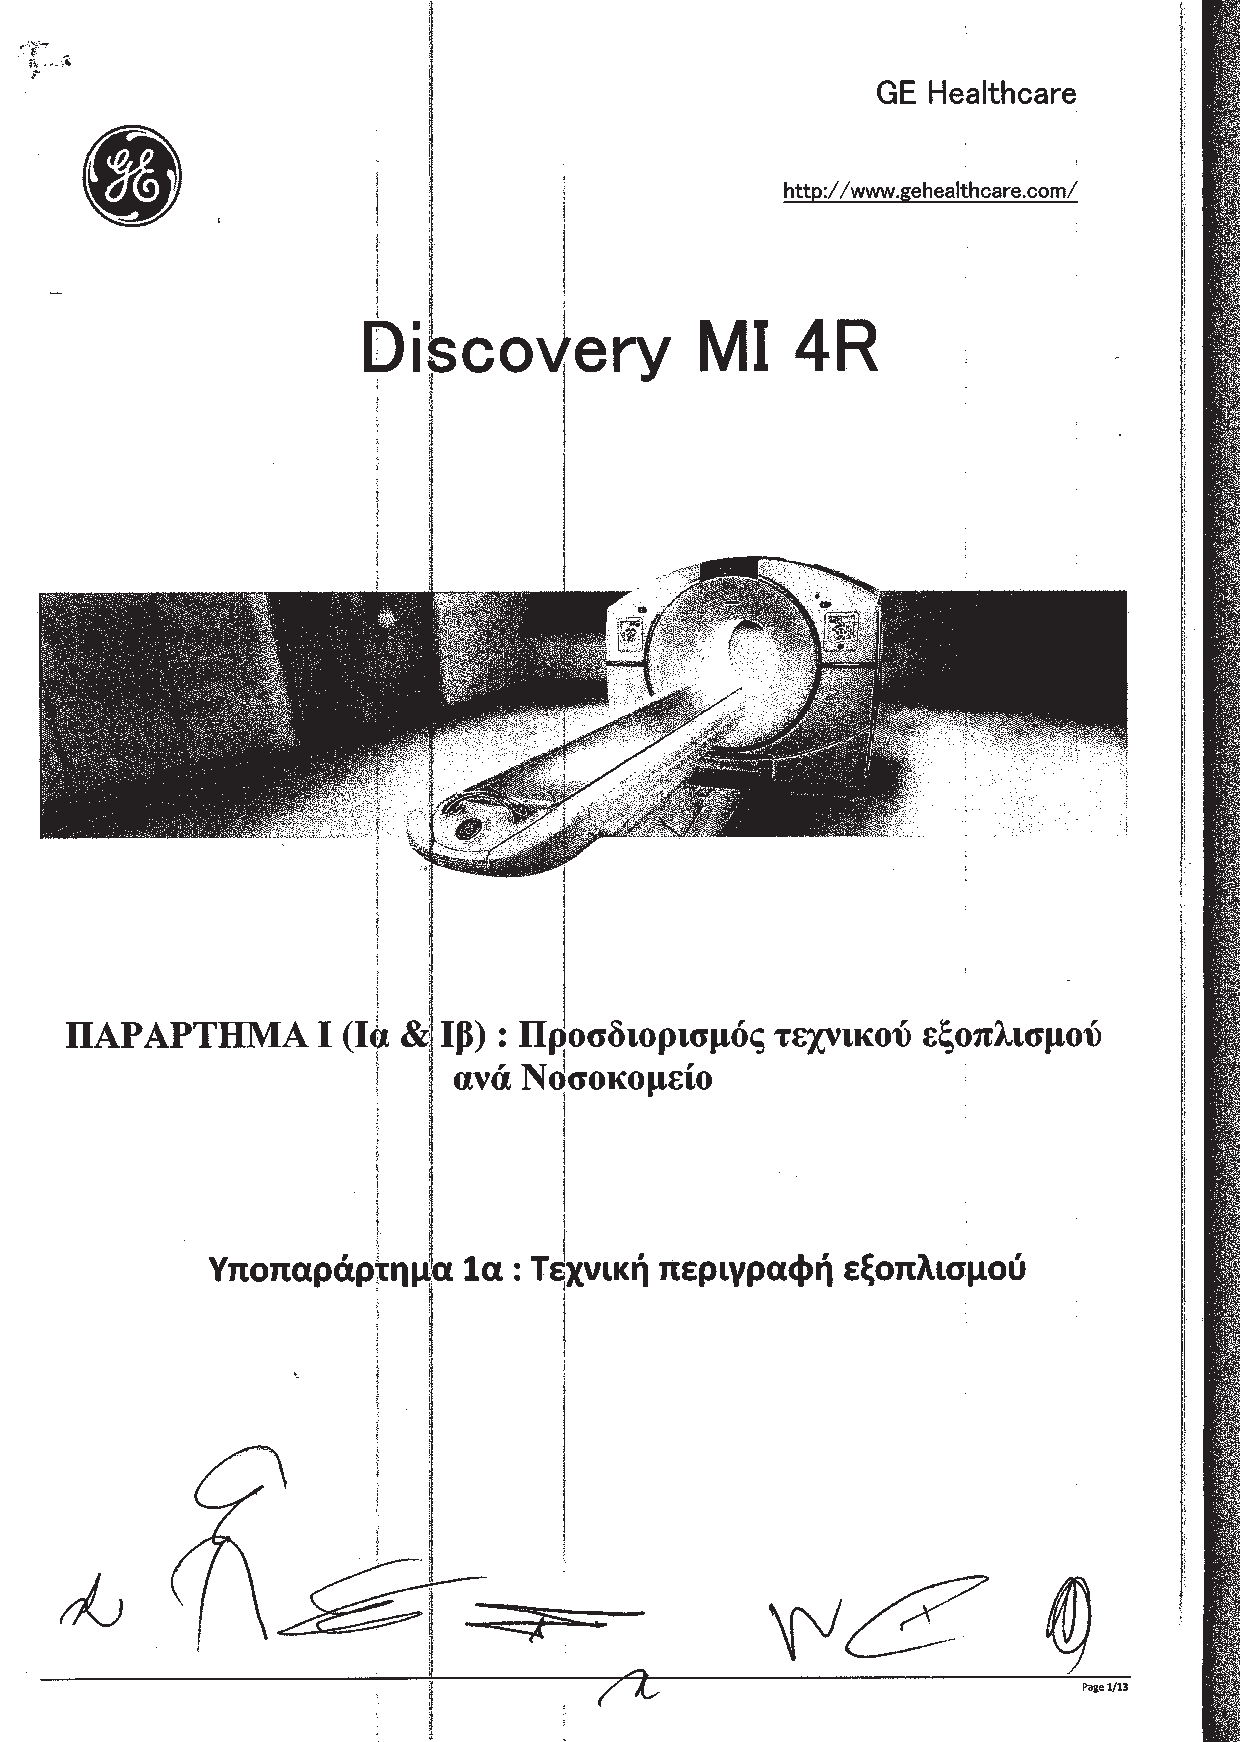 GE Healthcare
GE
http://www.gehealthcare.com/
Discovery MI 4R
ΠΑΡΑΡΤΗΜΑ Ι (Ια & Ιβ) : Προσδιορισμός τεχνικού εξοπλισμού
ανά Νοσοκομείο
Υποπαράρτημα 1α : Τεχνική περιγραφή εξοπλισμού
Page 1/13